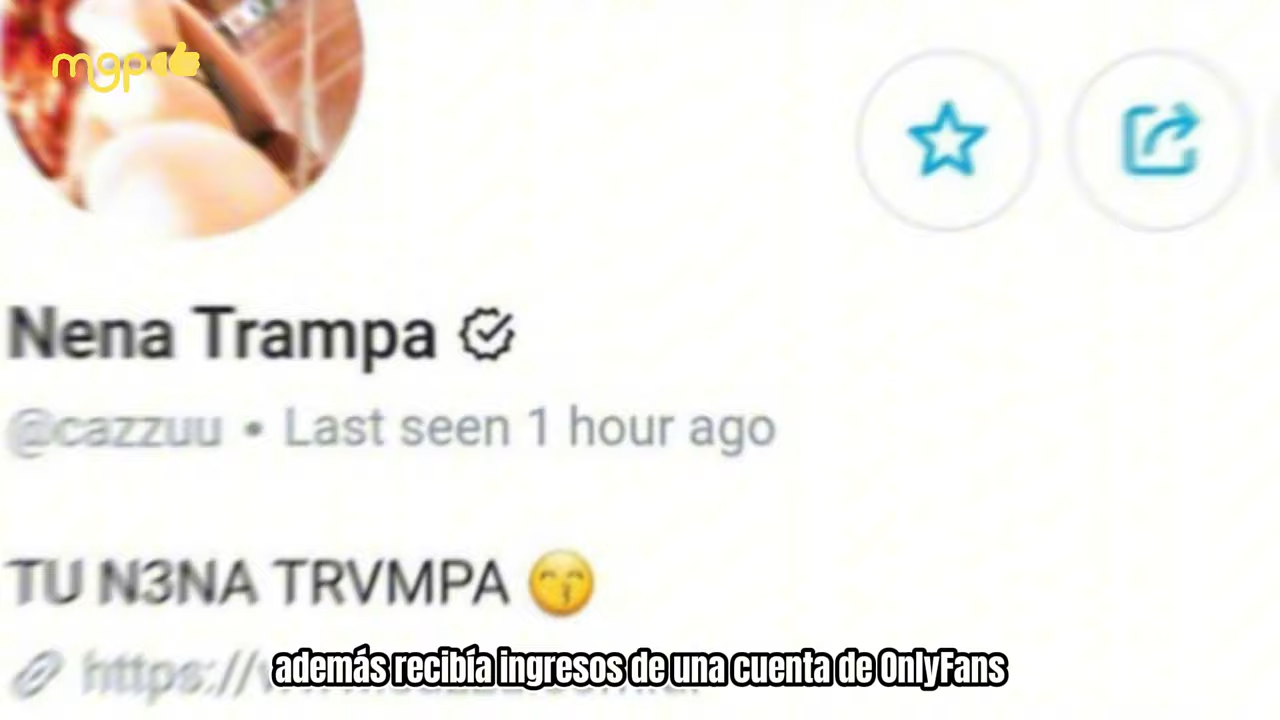 mgp
Nena Trampa
@cazzuu • Last seen 1 hour ago
TU N3NA TRVMPA 😙
https://
además recibía ingresos de una cuenta de OnlyFans